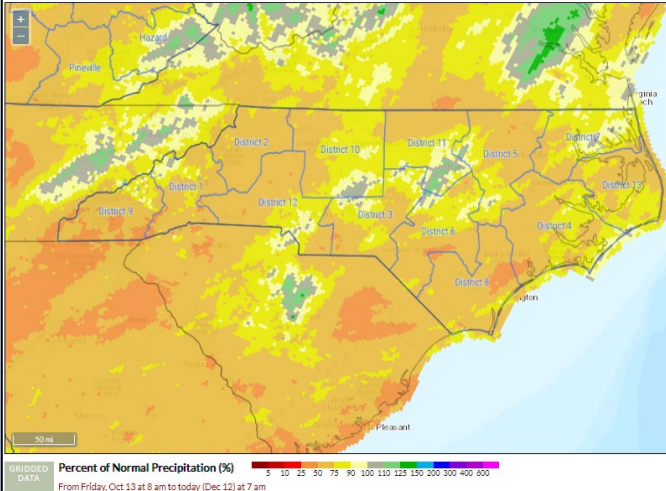 +
−
Hazard
Pineville
ginia
ach
District 2
District 10
District 11
District 5
District 7
District 1
District 13
District 9
District 12
District 3
District 6
District 4
District 8
gton
Pleasant
50 mi
GRIDDED
DATA
Percent of Normal Precipitation (%)
5 10 25 50 75 90 100 110 125 150 200 300 400 600
From Friday, Oct 13 at 8 am to today (Dec 12) at 7 am